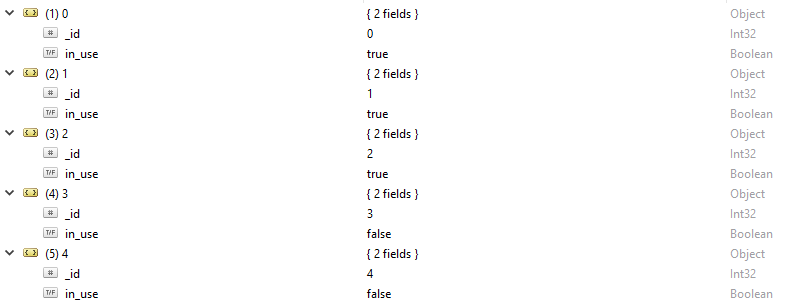 (1) 0 { 2 fields } Object
# _id 0 Int32
T/F in_use true Boolean
(2) 1 { 2 fields } Object
# _id 1 Int32
T/F in_use true Boolean
(3) 2 { 2 fields } Object
# _id 2 Int32
T/F in_use true Boolean
(4) 3 { 2 fields } Object
# _id 3 Int32
T/F in_use false Boolean
(5) 4 { 2 fields } Object
# _id 4 Int32
T/F in_use false Boolean